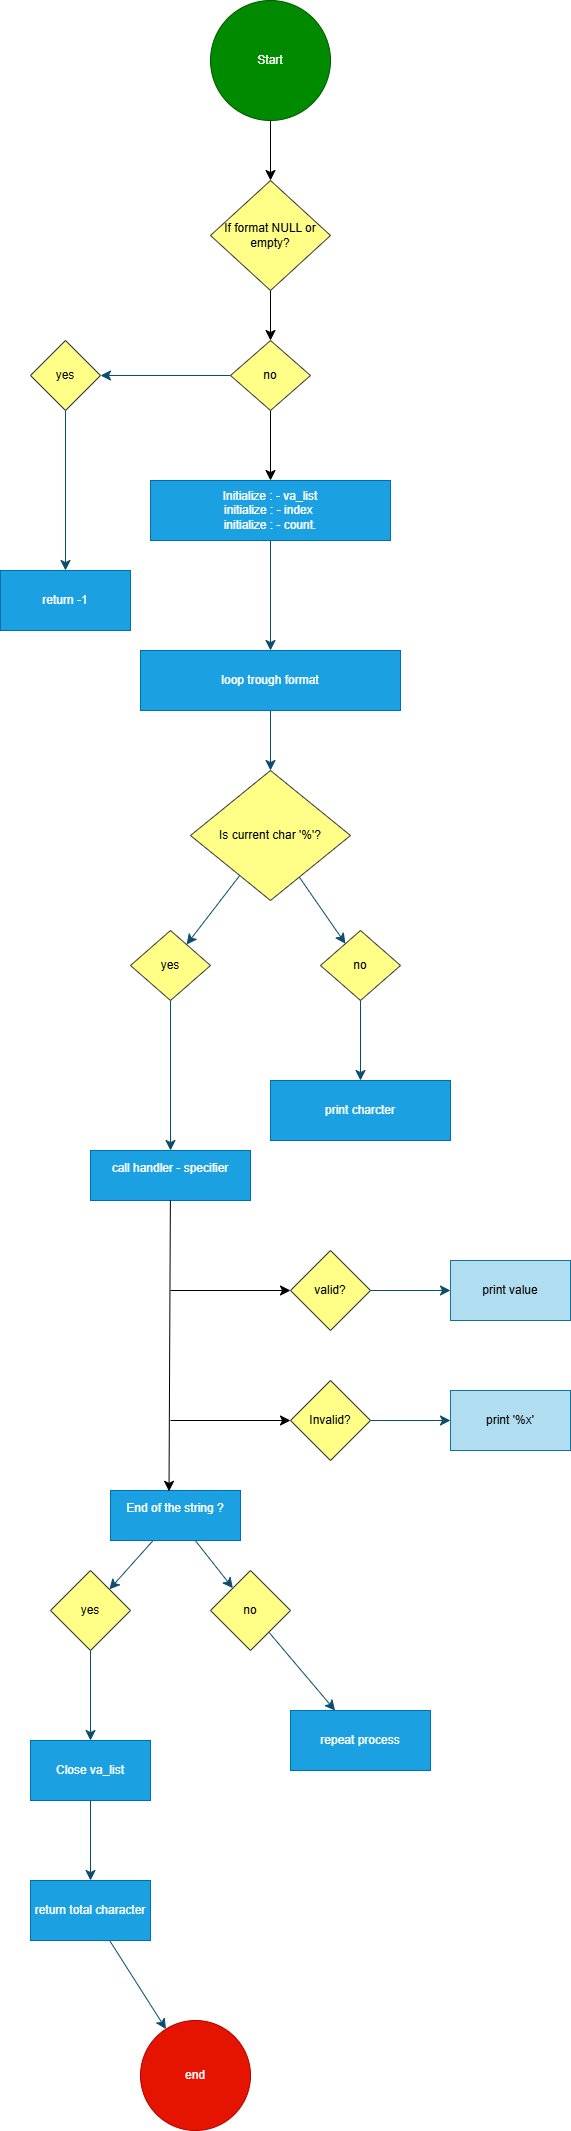 Start
If format NULL or
empty?
yes
no
Initialize : - va_list
initialize : - index
initialize : - count.
return -1
loop trough format
Is current char '%'?
yes
no
print charcter
call handler - specifier
valid?
print value
Invalid?
print '%x'
End of the string ?
yes
no
repeat process
Close va_list
return total character
end